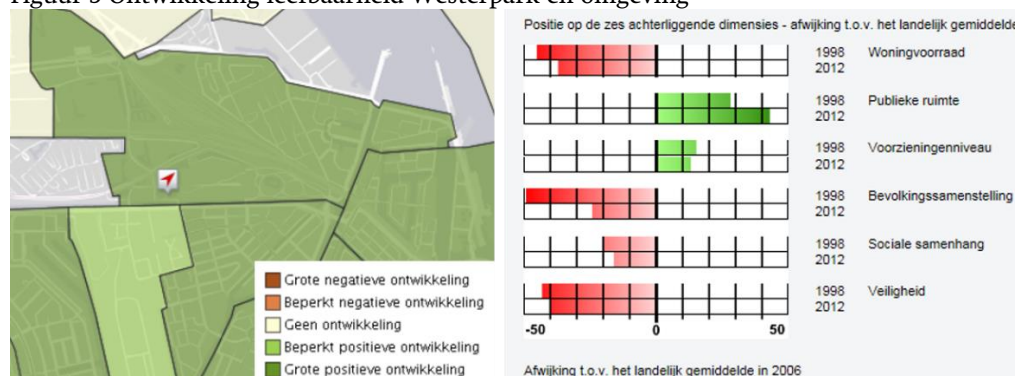 Figuur 3 Ontwikkeling leefbaarheid Westerpark en omgeving
Grote negatieve ontwikkeling
Beperkt negatieve ontwikkeling
Geen ontwikkeling
Beperkt positieve ontwikkeling
Grote positieve ontwikkeling
Positie op de zes achterliggende dimensies - afwijking t.o.v. het landelijk gemiddelde
1998 Woningvoorraad
2012
1998 Publieke ruimte
2012
1998 Voorzieningenniveau
2012
1998 Bevolkingssamenstelling
2012
1998 Sociale samenhang
2012
1998 Veiligheid
2012
-50 0 50
Afwijking t.o.v. het landelijk gemiddelde in 2006